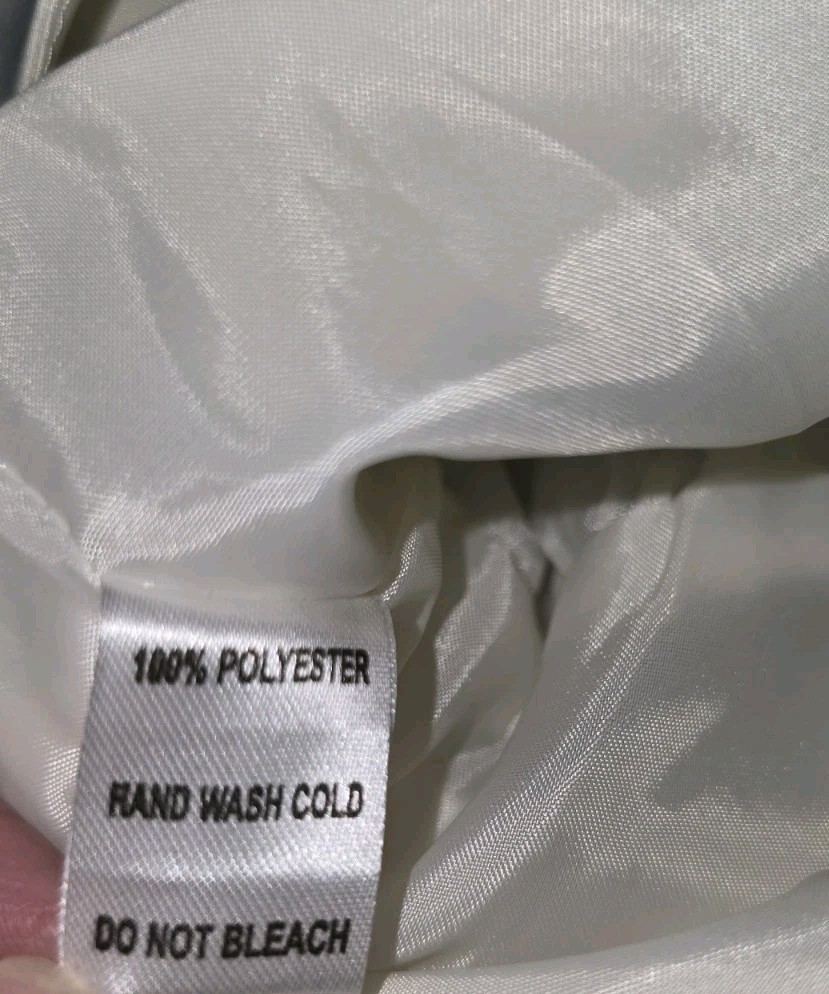 100% POLYESTER
HAND WASH COLD
DO NOT BLEACH